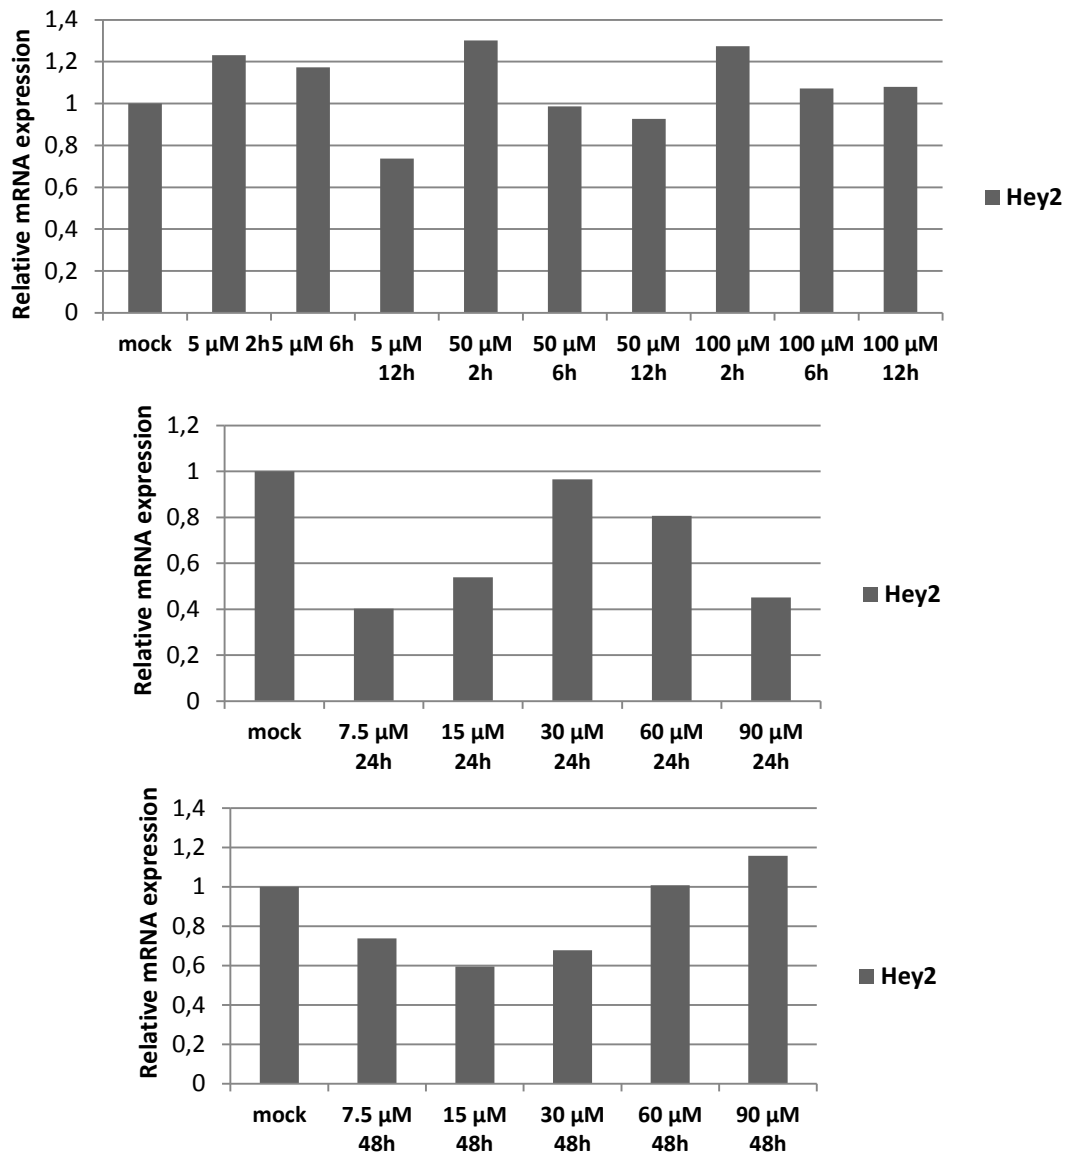 Relative mRNA expression
1,4
1,2
1
0,8
0,6
0,4
0,2
0
mock 5 µM 2h 5 µM 6h 5 µM 50 µM 50 µM 50 µM 100 µM 100 µM 100 µM
12h 2h 6h 12h 2h 6h 12h
Hey2
Relative mRNA expression
1,2
1
0,8
0,6
0,4
0,2
0
mock 7.5 µM 15 µM 30 µM 60 µM 90 µM
24h 24h 24h 24h 24h
Hey2
Relative mRNA expression
1,4
1,2
1
0,8
0,6
0,4
0,2
0
mock 7.5 µM 15 µM 30 µM 60 µM 90 µM
48h 48h 48h 48h 48h
Hey2